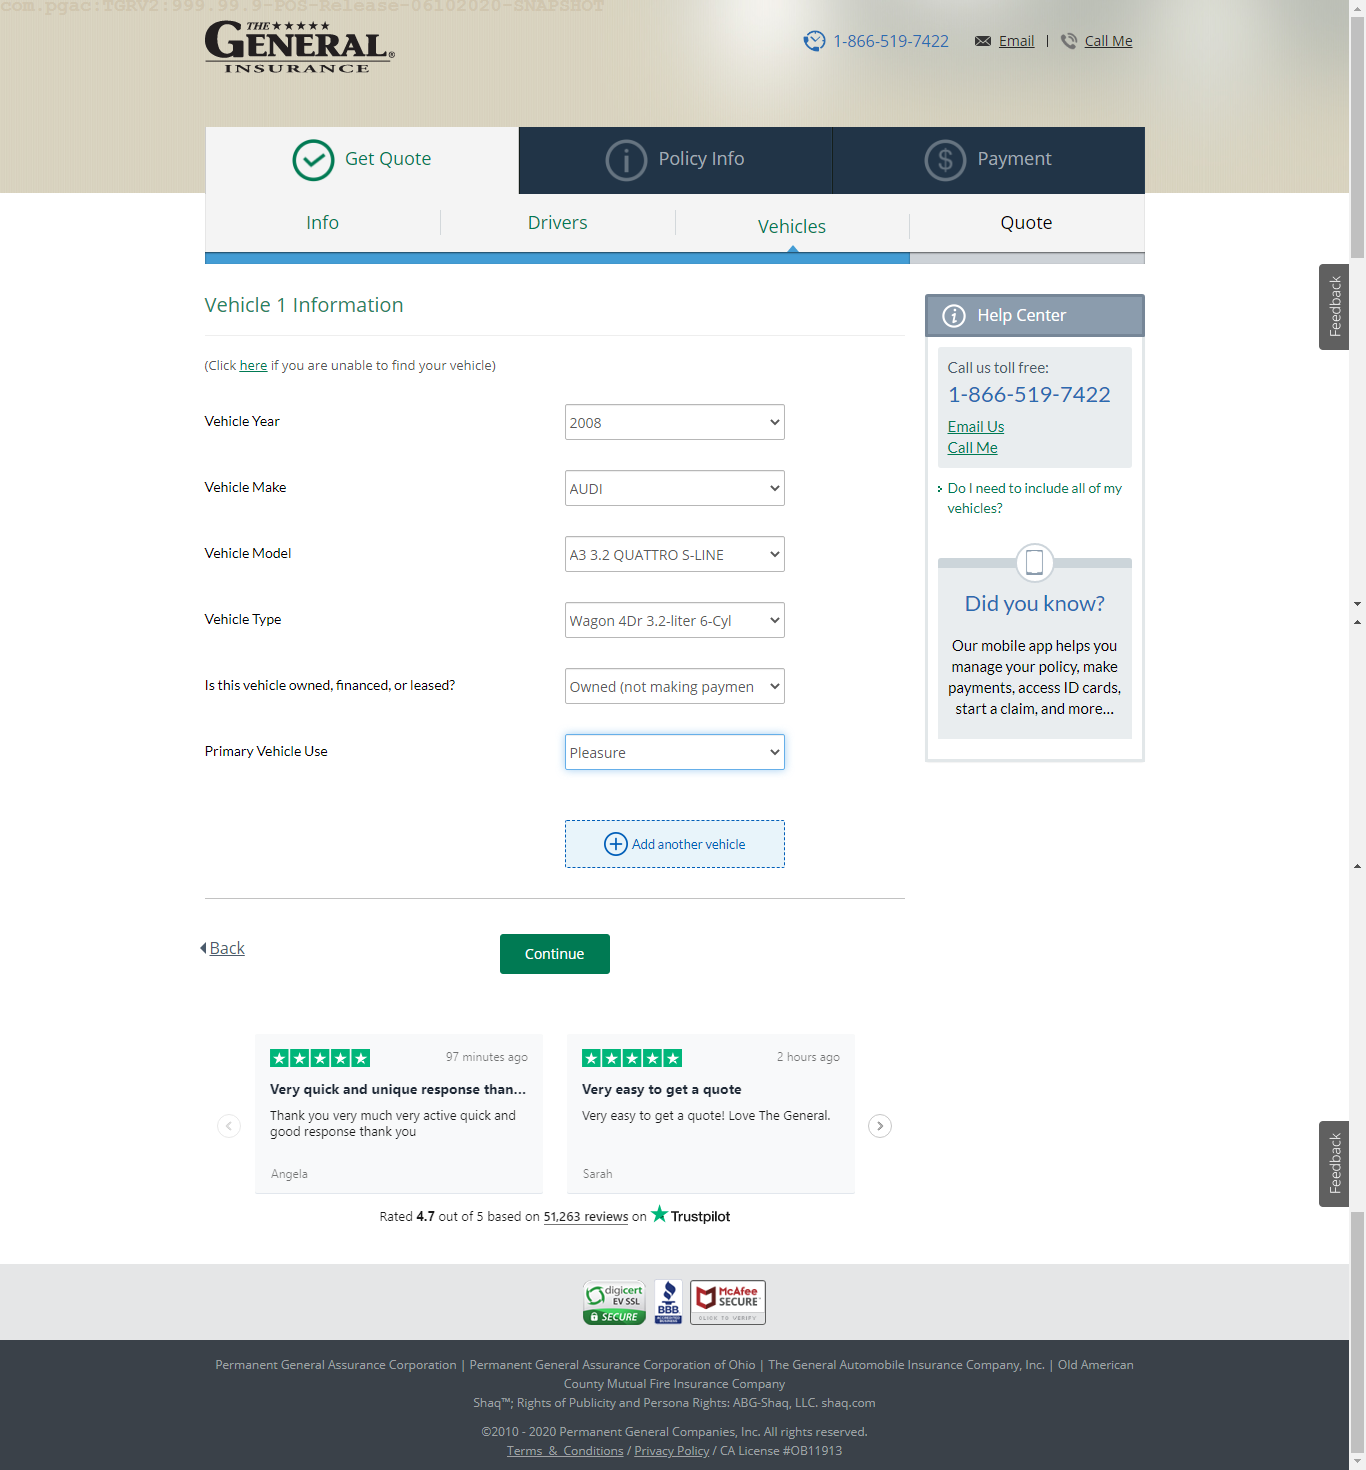 com.pgac:TGRV2:999.99.9-POS-Release-06102020-SNAPSHOT
THE
GENERAL®
INSURANCE
1-866-519-7422
Email
Call Me
Get Quote
Policy Info
Payment
Info
Drivers
Vehicles
Quote
Vehicle 1 Information
(Click here if you are unable to find your vehicle)
Vehicle Year
2008
Vehicle Make
AUDI
Vehicle Model
A3 3.2 QUATTRO S-LINE
Vehicle Type
Wagon 4Dr 3.2-liter 6-Cyl
Is this vehicle owned, financed, or leased?
Owned (not making paymen
Primary Vehicle Use
Pleasure
Add another vehicle
Back
Continue
Help Center
Call us toll free:
1-866-519-7422
Email Us
Call Me
Do I need to include all of my
vehicles?
Did you know?
Our mobile app helps you
manage your policy, make
payments, access ID cards,
start a claim, and more...
Feedback
97 minutes ago
Very quick and unique response than...
Thank you very much very active quick and
good response thank you
Angela
2 hours ago
Very easy to get a quote
Very easy to get a quote! Love The General.
Sarah
Rated 4.7 out of 5 based on 51,263 reviews on Trustpilot
Feedback
digicert
EV SSL
SECURE
BBB
ACCREDITED
BUSINESS
McAfee
SECURE
CLICK TO VERIFY
Permanent General Assurance Corporation | Permanent General Assurance Corporation of Ohio | The General Automobile Insurance Company, Inc. | Old American
County Mutual Fire Insurance Company
Shaq™; Rights of Publicity and Persona Rights: ABG-Shaq, LLC. shaq.com
©2010 - 2020 Permanent General Companies, Inc. All rights reserved.
Terms & Conditions / Privacy Policy / CA License #OB11913